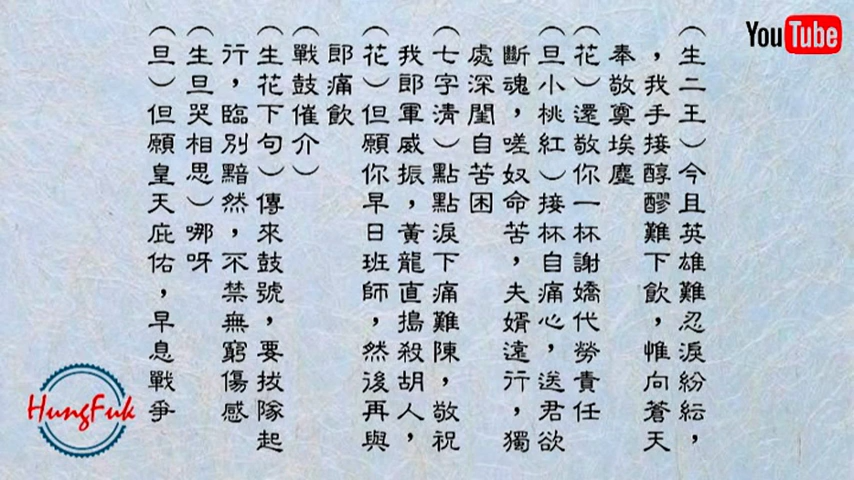 YouTube
（生二王）今且英雄難忍淚紛紜，
，我手接醇醪難下飲，惟向蒼天
奉敬奠埃塵
（花）還敬你一杯謝嬌代勞責任
（旦小桃紅）接杯自痛心，送君欲
斷魂，嗟奴命苦，夫婿遠行，獨
處深閨自苦困
（七字清）點點淚下痛難陳，敬祝
我郎軍威振，黃龍直搗殺胡人，
（花）但願你早日班師，然後再與
郎痛飲
（戰鼓催介）
（生花下句）傳來鼓號，要拔隊起
行，臨別黯然，不禁無窮傷感
（生旦哭相思）哪呀
（旦）但願皇天庇佑，早息戰爭
HungFuk